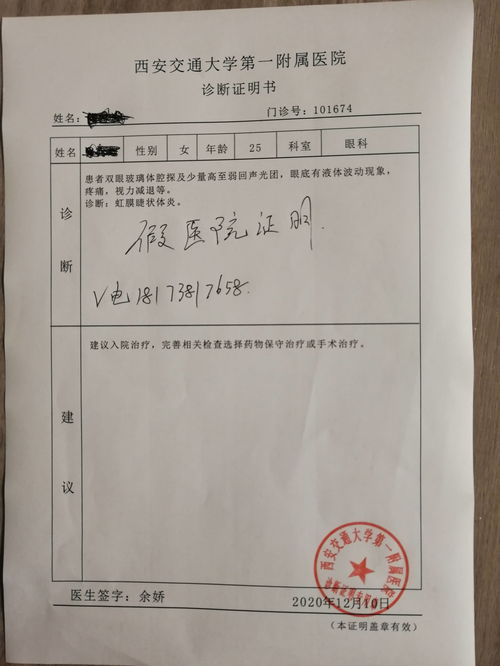 西安交通大学第一附属医院
诊断证明书
姓名: 门诊号: 101674
姓名 性别 女 年龄 25 科室 眼科
诊断
患者双眼玻璃体腔探及少量高至弱回声光团，眼底有液体波动现象，
疼痛，视力减退等。
诊断：虹膜睫状体炎。
假医院证明.
V电18173817658.
建议
建议入院治疗，完善相关检查选择药物保守治疗或手术治疗。
西安交通大学第一附属医院
诊断证明专用章
医生签字：余娇 2020年12月10日
（本证明盖章有效）